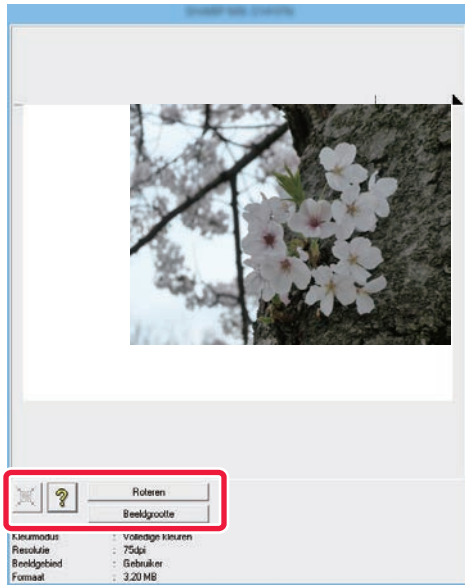 Roteren
Beeldgrootte
Kleurmodus : Volledige kleuren
Resolutie : 75dpi
Beeldgebied : Gebruiker
Formaat : 3,20 MB